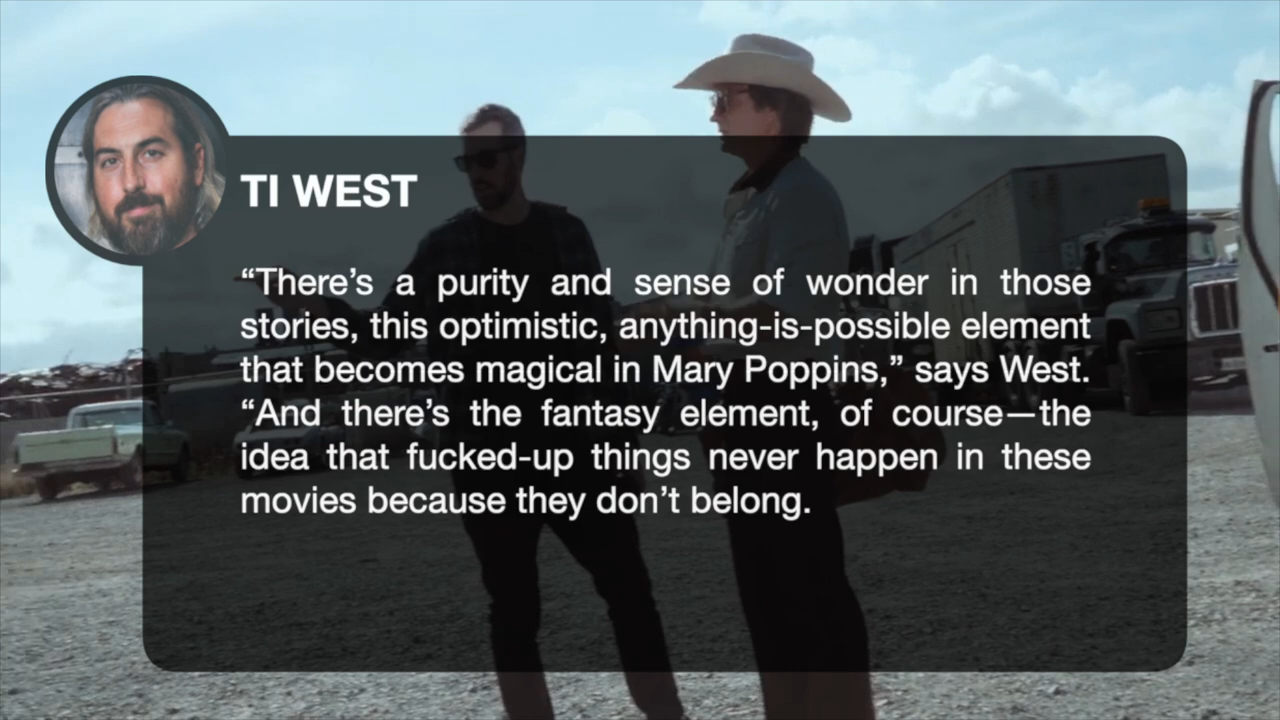 TI WEST
“There’s a purity and sense of wonder in those
stories, this optimistic, anything-is-possible element
that becomes magical in Mary Poppins,” says West.
“And there’s the fantasy element, of course—the
idea that fucked-up things never happen in these
movies because they don’t belong.